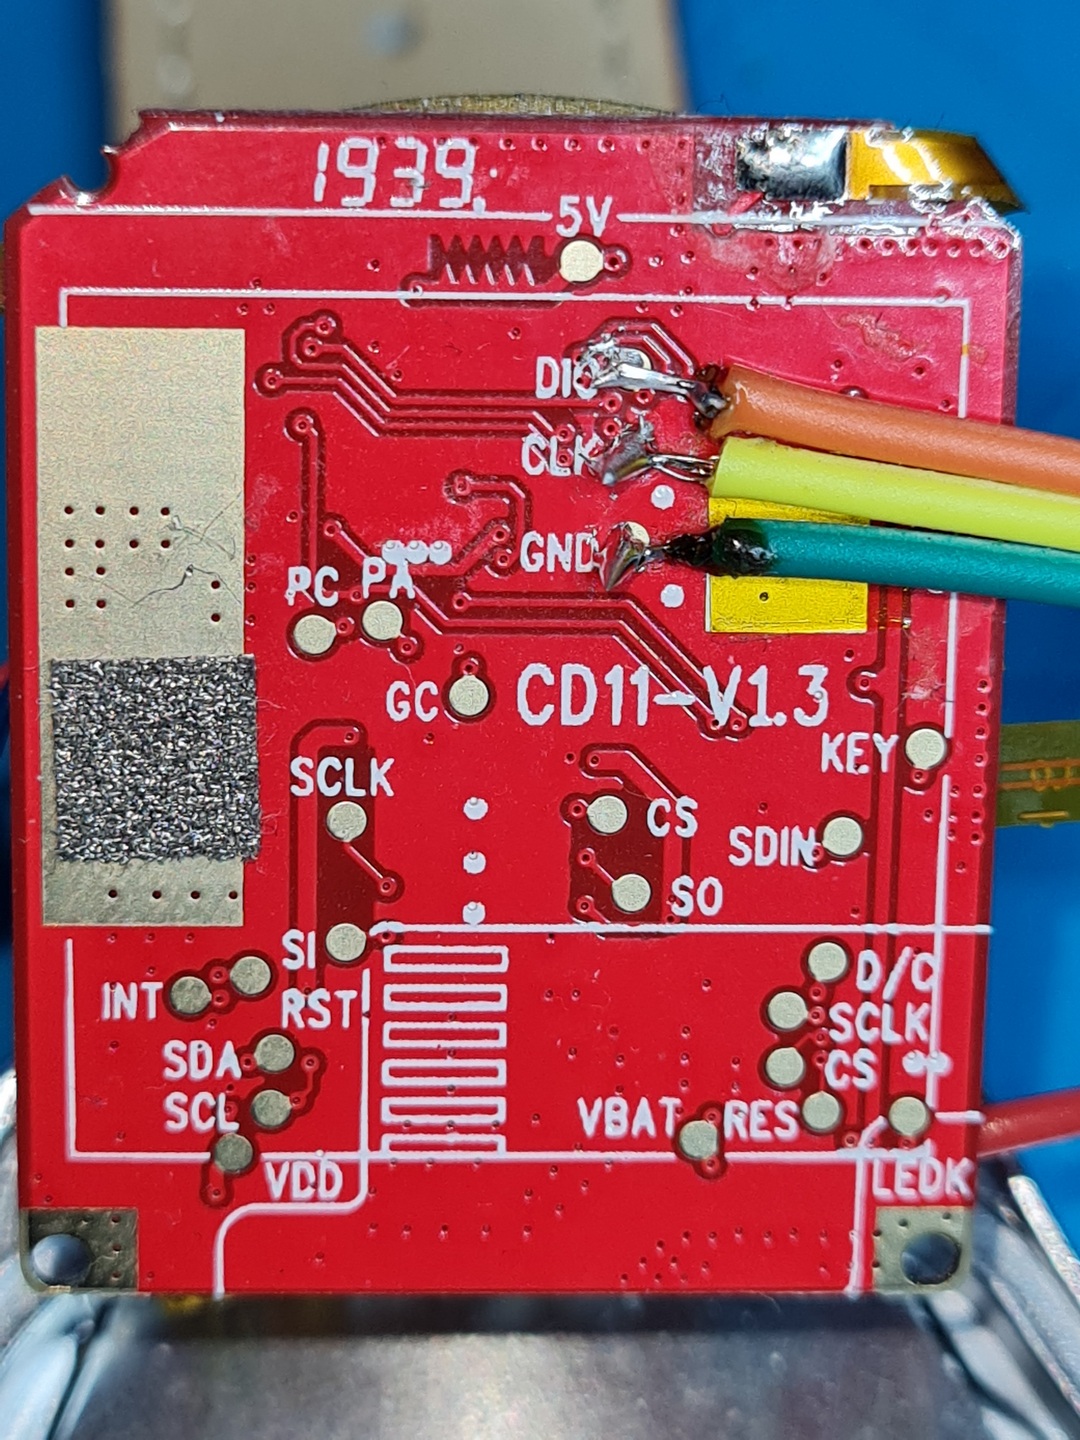 1939.
5V
DIO
CLK
GND
PC PA
GC
CD11-V1.3
KEY
SCLK
CS
SDIN
SO
SI
D/C
INT
RST
SCLK
SDA
CS
SCL
VBAT
RES
VDD
LEDK